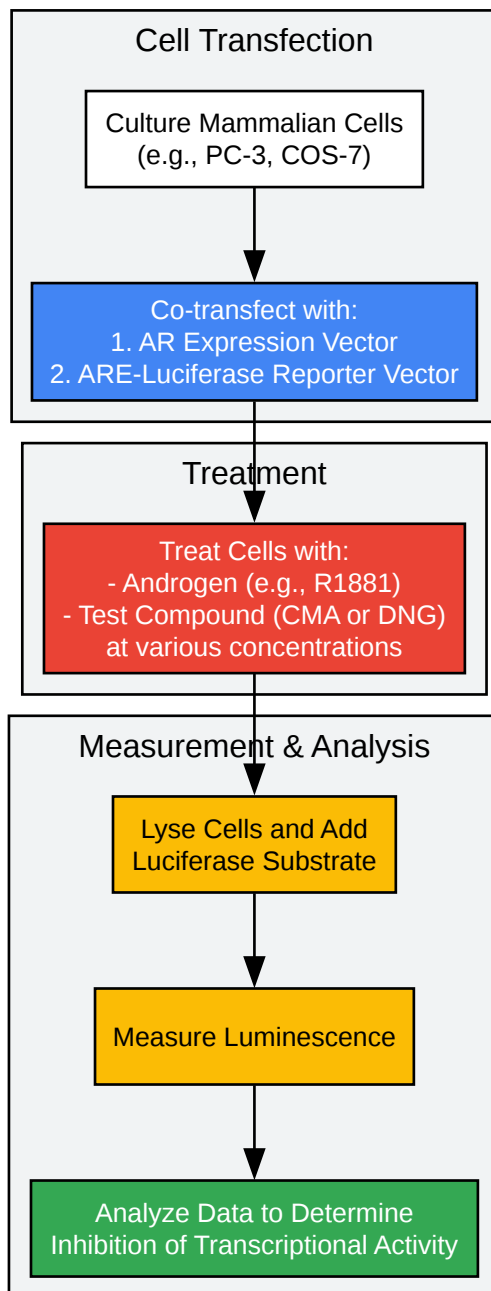 Cell Transfection
Culture Mammalian Cells
(e.g., PC-3, COS-7)
Co-transfect with:
1. AR Expression Vector
2. ARE-Luciferase Reporter Vector
Treatment
Treat Cells with:
- Androgen (e.g., R1881)
- Test Compound (CMA or DNG)
at various concentrations
Measurement & Analysis
Lyse Cells and Add
Luciferase Substrate
Measure Luminescence
Analyze Data to Determine
Inhibition of Transcriptional Activity